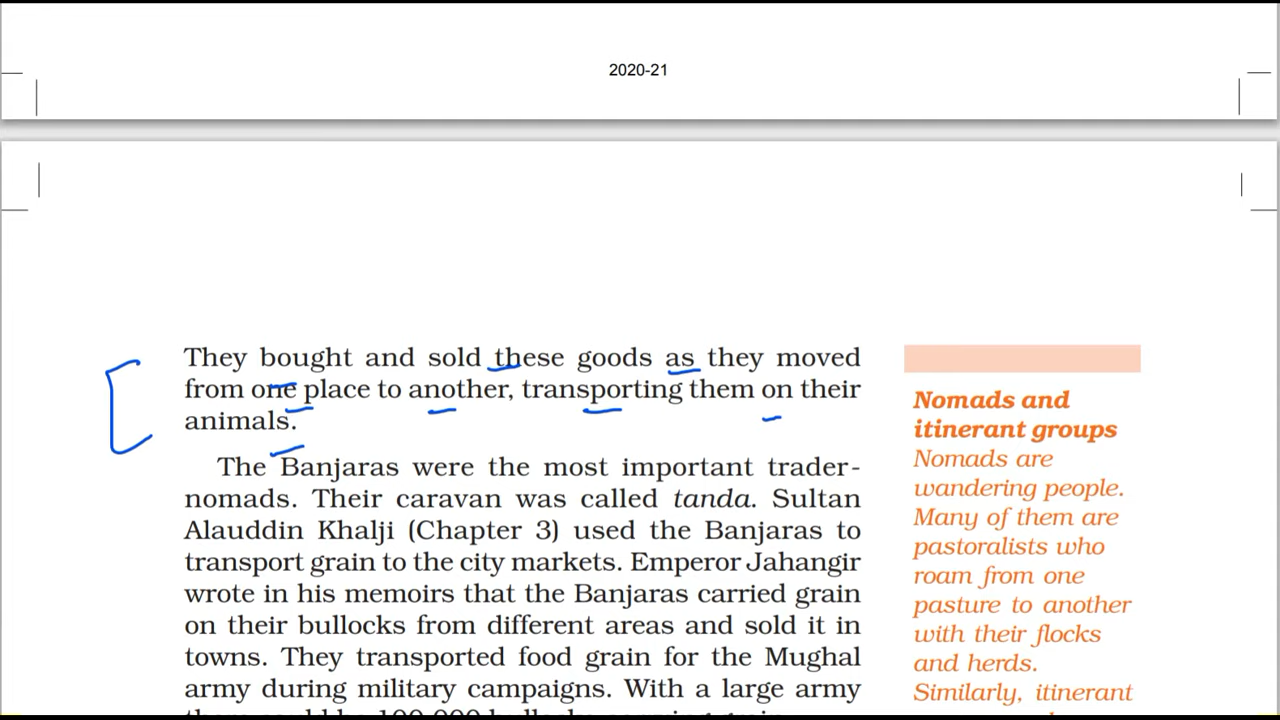 2020-21
They bought and sold these goods as they moved
from one place to another, transporting them on their
animals.
The Banjaras were the most important trader-
nomads. Their caravan was called tanda. Sultan
Alauddin Khalji (Chapter 3) used the Banjaras to
transport grain to the city markets. Emperor Jahangir
wrote in his memoirs that the Banjaras carried grain
on their bullocks from different areas and sold it in
towns. They transported food grain for the Mughal
army during military campaigns. With a large army
Nomads and
itinerant groups
Nomads are
wandering people.
Many of them are
pastoralists who
roam from one
pasture to another
with their flocks
and herds.
Similarly, itinerant